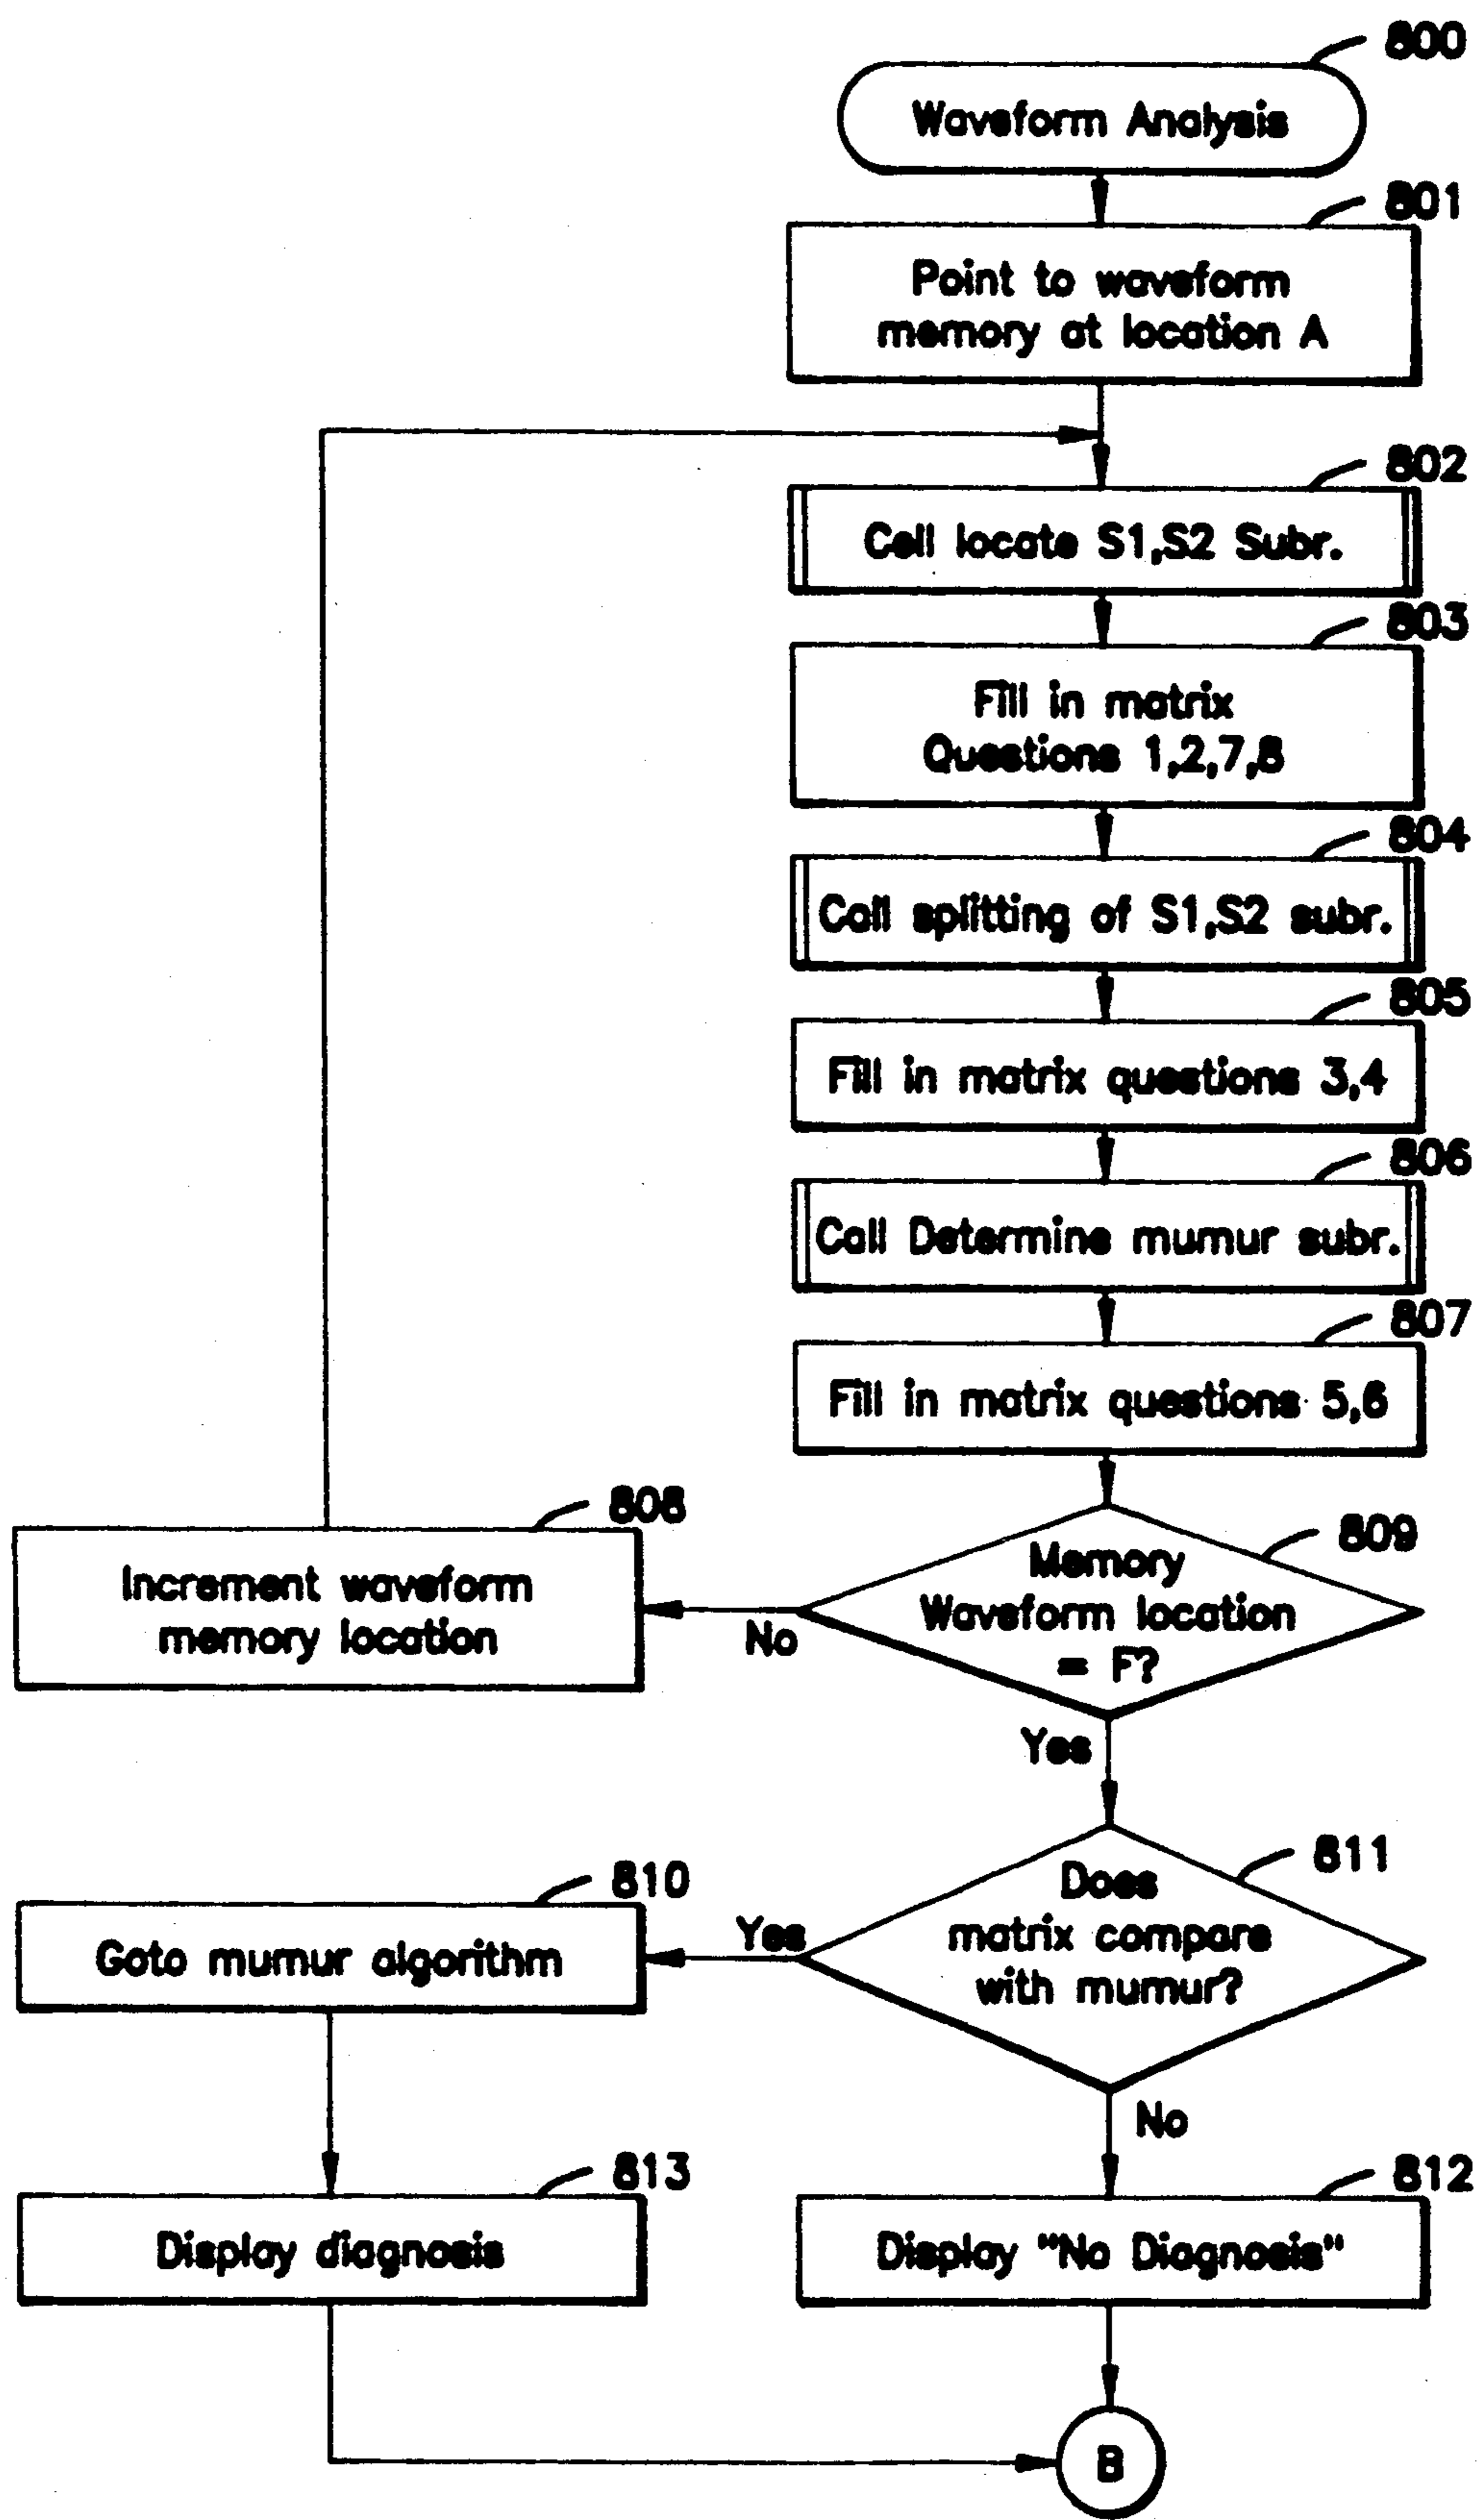 800
Waveform Analysis
801
Point to waveform
memory at location A
802
Call locate S1,S2 Subr.
803
Fill in matrix
Questions 1,2,7,8
804
Call splitting of S1,S2 subr.
805
Fill in matrix questions 3,4
806
Call Determine mumur subr.
807
Fill in matrix questions 5,6
808
Increment waveform
memory location
809
Memory
Waveform location
= F?
No
Yes
810
Goto mumur algorithm
811
Does
matrix compare
with mumur?
Yes
No
813
Display diagnosis
812
Display "No Diagnosis"
B